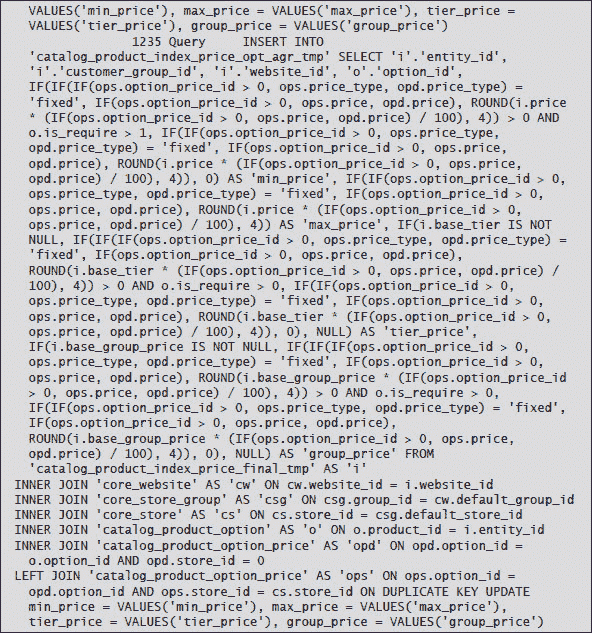 VALUES('min_price'), max_price = VALUES('max_price'), tier_price =
VALUES('tier_price'), group_price = VALUES('group_price')
1235 Query INSERT INTO
'catalog_product_index_price_opt_agr_tmp' SELECT 'i'.'entity_id',
'i'.'customer_group_id', 'i'.'website_id', 'o'.'option_id',
IF(IF(IF(ops.option_price_id > 0, ops.price_type, opd.price_type) =
'fixed', IF(ops.option_price_id > 0, ops.price, opd.price), ROUND(i.price
* (IF(ops.option_price_id > 0, ops.price, opd.price) / 100), 4)) > 0 AND
o.is_require > 1, IF(IF(ops.option_price_id > 0, ops.price_type,
opd.price_type) = 'fixed', IF(ops.option_price_id > 0, ops.price,
opd.price), ROUND(i.price * (IF(ops.option_price_id > 0, ops.price,
opd.price) / 100), 4)), 0) AS 'min_price', IF(IF(ops.option_price_id > 0,
ops.price_type, opd.price_type) = 'fixed', IF(ops.option_price_id > 0,
ops.price, opd.price), ROUND(i.price * (IF(ops.option_price_id > 0,
ops.price, opd.price) / 100), 4)) AS 'max_price', IF(i.base_tier IS NOT
NULL, IF(IF(IF(ops.option_price_id > 0, ops.price_type, opd.price_type) =
'fixed', IF(ops.option_price_id > 0, ops.price, opd.price),
ROUND(i.base_tier * (IF(ops.option_price_id > 0, ops.price, opd.price) /
100), 4)) > 0 AND o.is_require > 0, IF(IF(ops.option_price_id > 0,
ops.price_type, opd.price_type) = 'fixed', IF(ops.option_price_id > 0,
ops.price, opd.price), ROUND(i.base_tier * (IF(ops.option_price_id > 0,
ops.price, opd.price) / 100), 4)), 0), NULL) AS 'tier_price',
IF(i.base_group_price IS NOT NULL, IF(IF(IF(ops.option_price_id > 0,
ops.price_type, opd.price_type) = 'fixed', IF(ops.option_price_id > 0,
ops.price, opd.price), ROUND(i.base_group_price * (IF(ops.option_price_id
> 0, ops.price, opd.price) / 100), 4)) > 0 AND o.is_require > 0,
IF(IF(ops.option_price_id > 0, ops.price_type, opd.price_type) = 'fixed',
IF(ops.option_price_id > 0, ops.price, opd.price),
ROUND(i.base_group_price * (IF(ops.option_price_id > 0, ops.price,
opd.price) / 100), 4)), 0), NULL) AS 'group_price' FROM
'catalog_product_index_price_final_tmp' AS 'i'
INNER JOIN 'core_website' AS 'cw' ON cw.website_id = i.website_id
INNER JOIN 'core_store_group' AS 'csg' ON csg.group_id = cw.default_group_id
INNER JOIN 'core_store' AS 'cs' ON cs.store_id = csg.default_store_id
INNER JOIN 'catalog_product_option' AS 'o' ON o.product_id = i.entity_id
INNER JOIN 'catalog_product_option_price' AS 'opd' ON opd.option_id =
o.option_id AND opd.store_id = 0
LEFT JOIN 'catalog_product_option_price' AS 'ops' ON ops.option_id =
opd.option_id AND ops.store_id = cs.store_id ON DUPLICATE KEY UPDATE
min_price = VALUES('min_price'), max_price = VALUES('max_price'),
tier_price = VALUES('tier_price'), group_price = VALUES('group_price')